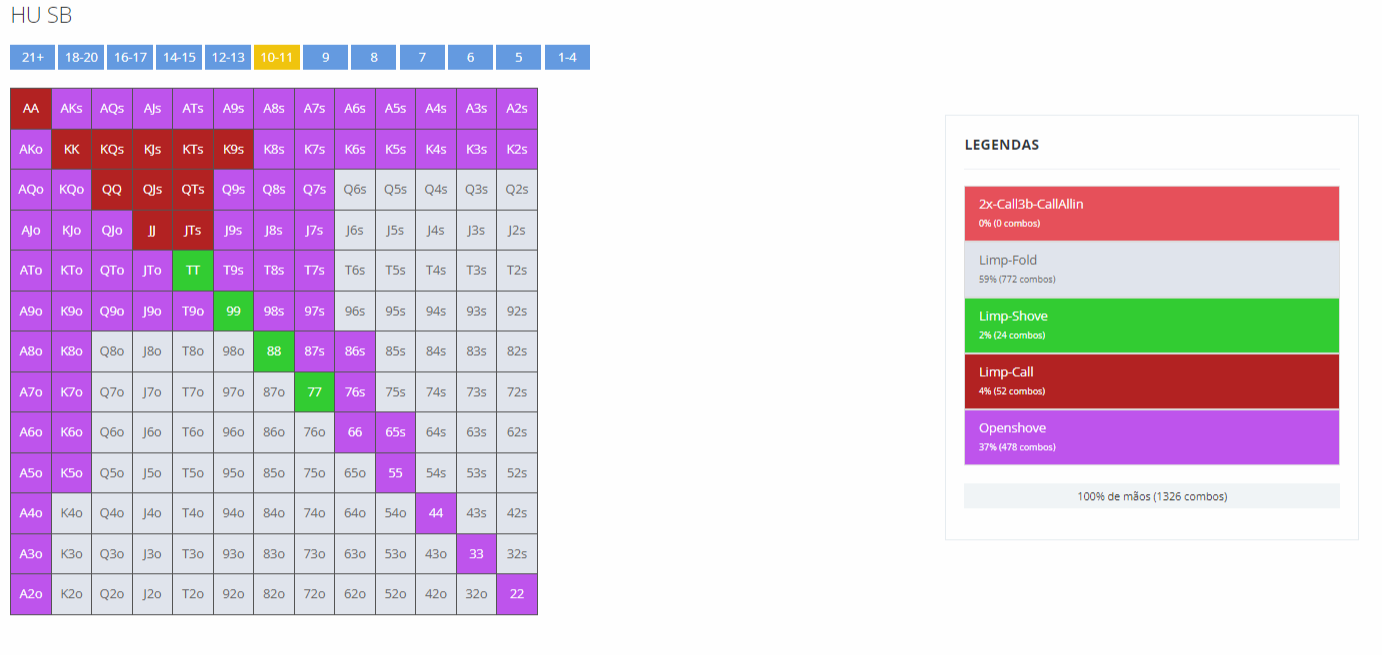 HU SB
21+ 18-20 16-17 14-15 12-13 10-11 9 8 7 6 5 1-4
AA AKs AQs AJs ATs A9s A8s A7s A6s A5s A4s A3s A2s
AKo KK KQs KJs KTs K9s K8s K7s K6s K5s K4s K3s K2s
AQo KQo QQ QJs QTs Q9s Q8s Q7s Q6s Q5s Q4s Q3s Q2s
AJo KJo QJo JJ JTs J9s J8s J7s J6s J5s J4s J3s J2s
ATo KTo QTo JTo TT T9s T8s T7s T6s T5s T4s T3s T2s
A9o K9o Q9o J9o T9o 99 98s 97s 96s 95s 94s 93s 92s
A8o K8o Q8o J8o T8o 98o 88 87s 86s 85s 84s 83s 82s
A7o K7o Q7o J7o T7o 97o 87o 77 76s 75s 74s 73s 72s
A6o K6o Q6o J6o T6o 96o 86o 76o 66 65s 64s 63s 62s
A5o K5o Q5o J5o T5o 95o 85o 75o 65o 55 54s 53s 52s
A4o K4o Q4o J4o T4o 94o 84o 74o 64o 54o 44 43s 42s
A3o K3o Q3o J3o T3o 93o 83o 73o 63o 53o 43o 33 32s
A2o K2o Q2o J2o T2o 92o 82o 72o 62o 52o 42o 32o 22
LEGENDAS
2x-Call3b-CallAllin
0% (0 combos)
Limp-Fold
59% (772 combos)
Limp-Shove
2% (24 combos)
Limp-Call
4% (52 combos)
Openshove
37% (478 combos)
100% de mãos (1326 combos)